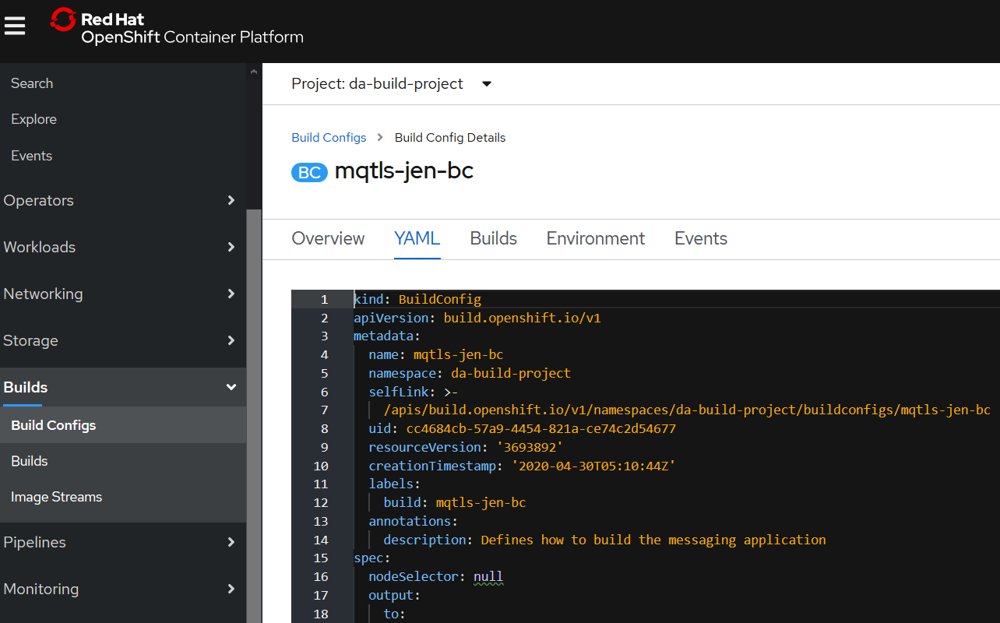 Red Hat
OpenShift Container Platform
Search
Explore
Events
Operators
Workloads
Networking
Storage
Builds
Build Configs
Builds
Image Streams
Pipelines
Monitoring
Project: da-build-project
Build Configs > Build Config Details
BC mqtls-jen-bc
Overview YAML Builds Environment Events
1 kind: BuildConfig
2 apiVersion: build.openshift.io/v1
3 metadata:
4 name: mqtls-jen-bc
5 namespace: da-build-project
6 selfLink: >-
7 /apis/build.openshift.io/v1/namespaces/da-build-project/buildconfigs/mqtls-jen-bc
8 uid: cc4684cb-57a9-4454-821a-ce74c2d54677
9 resourceVersion: '3693892'
10 creationTimestamp: '2020-04-30T05:10:44Z'
11 labels:
12 build: mqtls-jen-bc
13 annotations:
14 description: Defines how to build the messaging application
15 spec:
16 nodeSelector: null
17 output:
18 to: